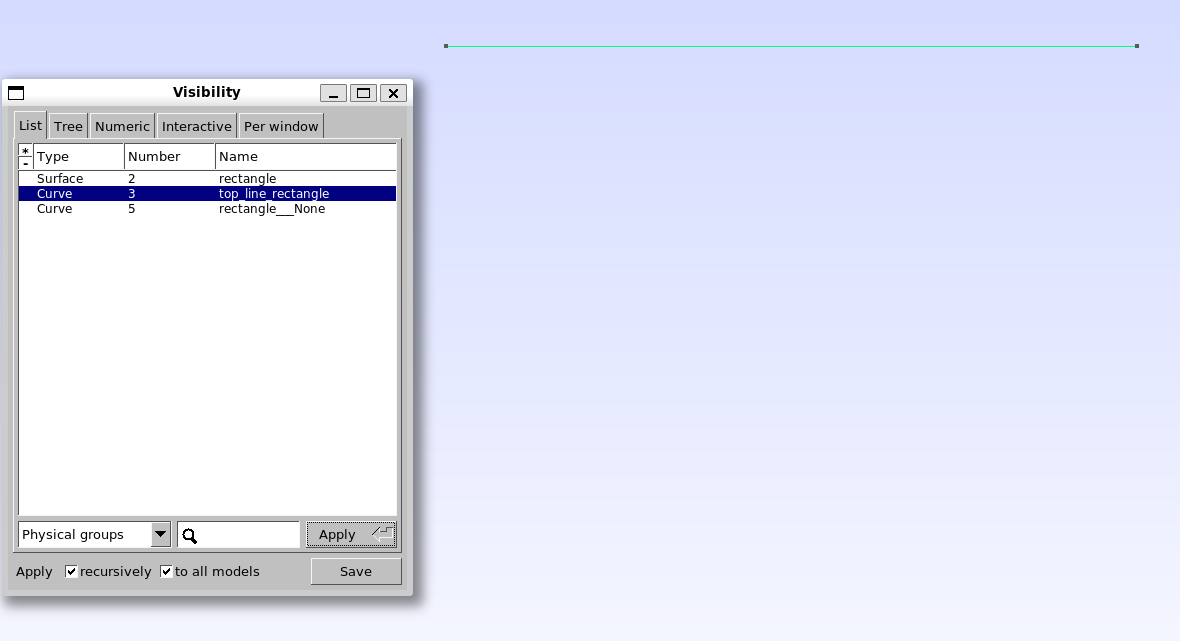 Visibility
List Tree Numeric Interactive Per window
* Type Number Name
-
Surface 2 rectangle
Curve 3 top_line_rectangle
Curve 5 rectangle___None
Physical groups Apply
Apply recursively to all models Save